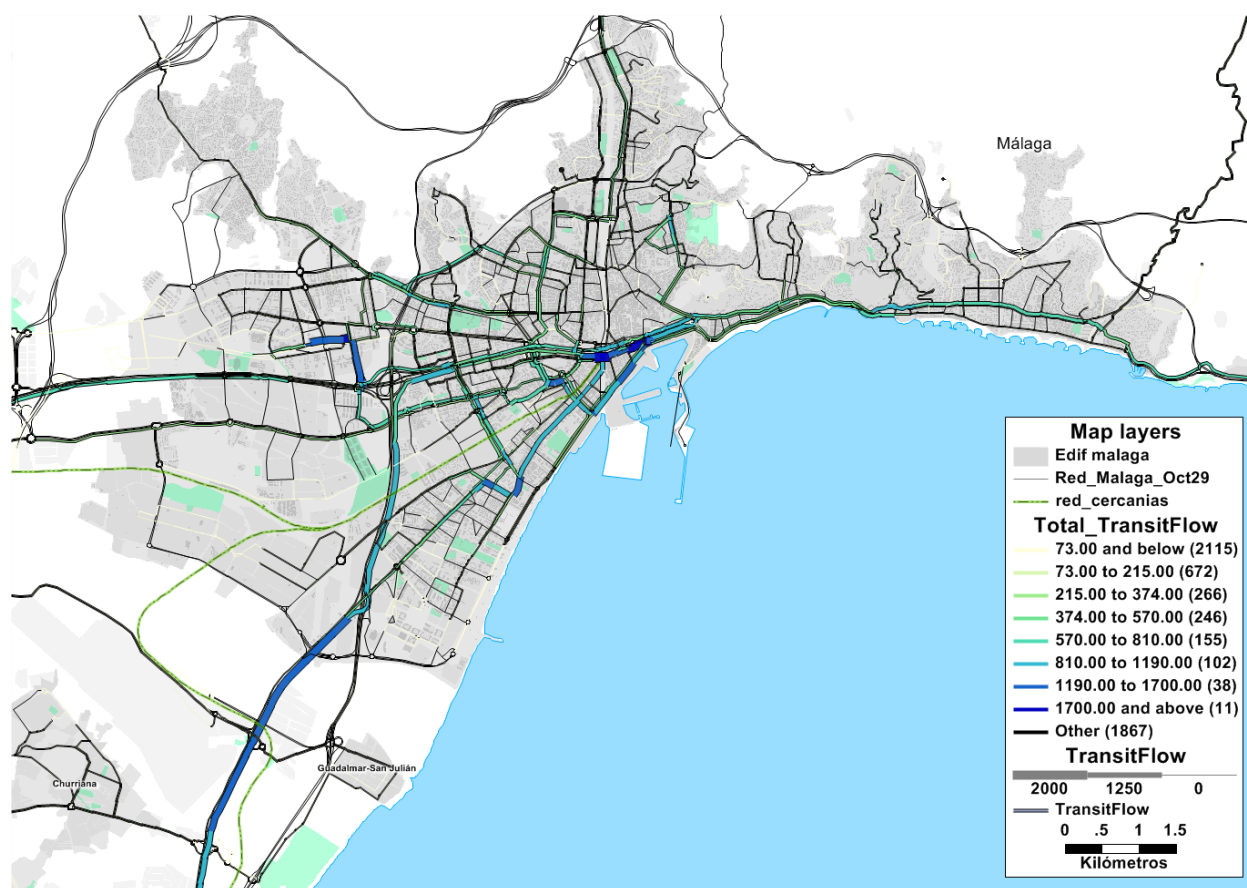 Málaga
Guadalmar-San Julián
Churriana
Map layers
Edif malaga
Red_Malaga_Oct29
red_cercanias
Total_TransitFlow
73.00 and below (2115)
73.00 to 215.00 (672)
215.00 to 374.00 (266)
374.00 to 570.00 (246)
570.00 to 810.00 (155)
810.00 to 1190.00 (102)
1190.00 to 1700.00 (38)
1700.00 and above (11)
Other (1867)
TransitFlow
2000 1250 0
TransitFlow
0 .5 1 1.5
Kilómetros